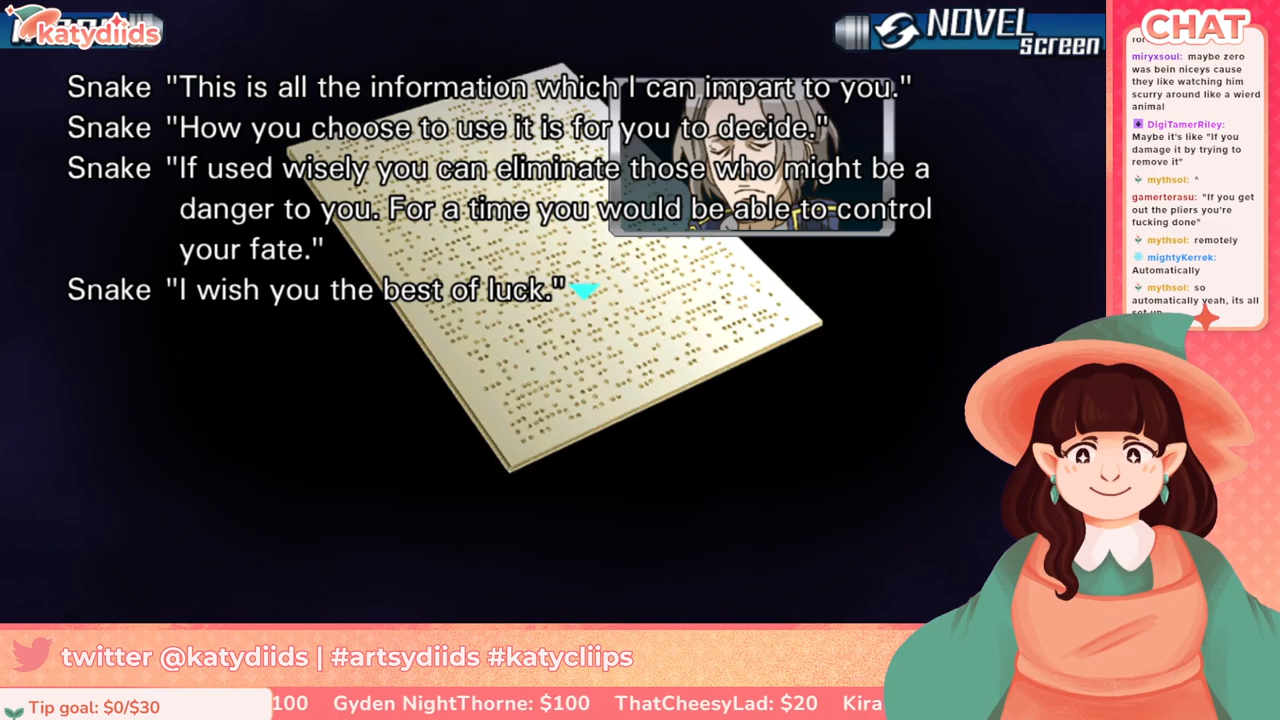 katydiids
NOVEL
Screen
Snake "This is all the information which I can impart to you."
Snake "How you choose to use it is for you to decide."
Snake "If used wisely you can eliminate those who might be a
danger to you. For a time you would be able to control
your fate."
Snake "I wish you the best of luck."
CHAT
miryxsoul: maybe zero
was bein niceys cause
they like watching him
scurry around like a wierd
animal
DigiTamerRiley:
Maybe it's like "If you
damage it by trying to
remove it"
mythsol: ^
gamerterasu: "If you get
out the pliers you're
fucking done"
mythsol: remotely
mightyKerrek:
Automatically
mythsol: so
automatically yeah, its all
set up
twitter @katydiids | #artsydiids #katycliips
Tip goal: $0/$30
100 Gyden NightThorne: $100 ThatCheesyLad: $20 Kira